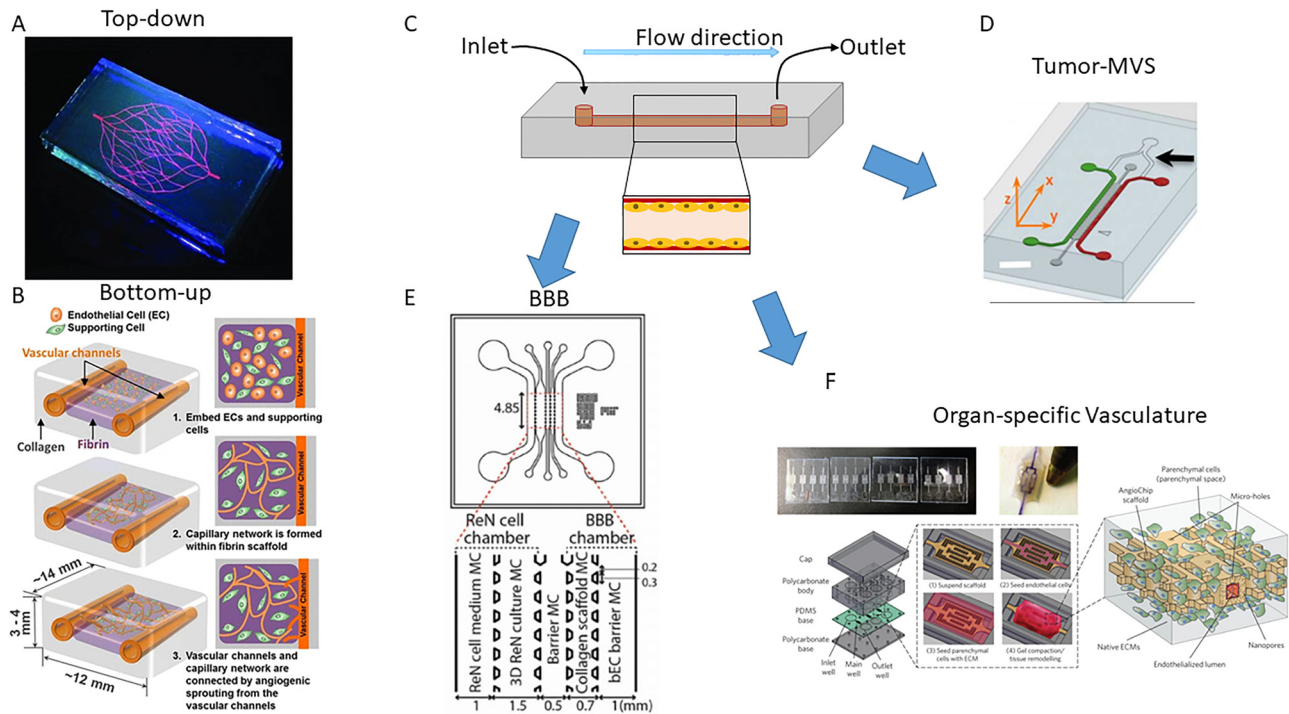 A
Top-down
B
Bottom-up
Endothelial Cell (EC)
Supporting Cell
Vascular channels
Collagen
Fibrin
Vascular Channel
1. Embed ECs and supporting
cells
Vascular Channel
2. Capillary network is formed
within fibrin scaffold
~14 mm
3 - 4
mm
~12 mm
Vascular Channel
3. Vascular channels and
capillary network are
connected by angiogenic
sprouting from the
vascular channels
C
Inlet
Flow direction
Outlet
D
Tumor-MVS
z
x
y
E
BBB
4.85
ReN cell
chamber
BBB
chamber
0.2
0.3
ReN cell medium MC
3D ReN culture MC
Barrier MC
Collagen scaffold MC
bEC barrier MC
1
1.5
0.5
0.7
1(mm)
F
Organ-specific Vasculature
Cap
Polycarbonate
body
PDMS
base
Polycarbonate
base
Inlet
well
Main
well
Outlet
well
(1) Suspend scaffold
(2) Seed endothelial cells
(3) Seed parenchymal
cells with ECM
(4) Gel compaction/
tissue remodelling
Parenchymal cells
(parenchymal space)
AngioChip
scaffold
Micro-holes
Native ECMs
Nanopores
Endothelialized lumen